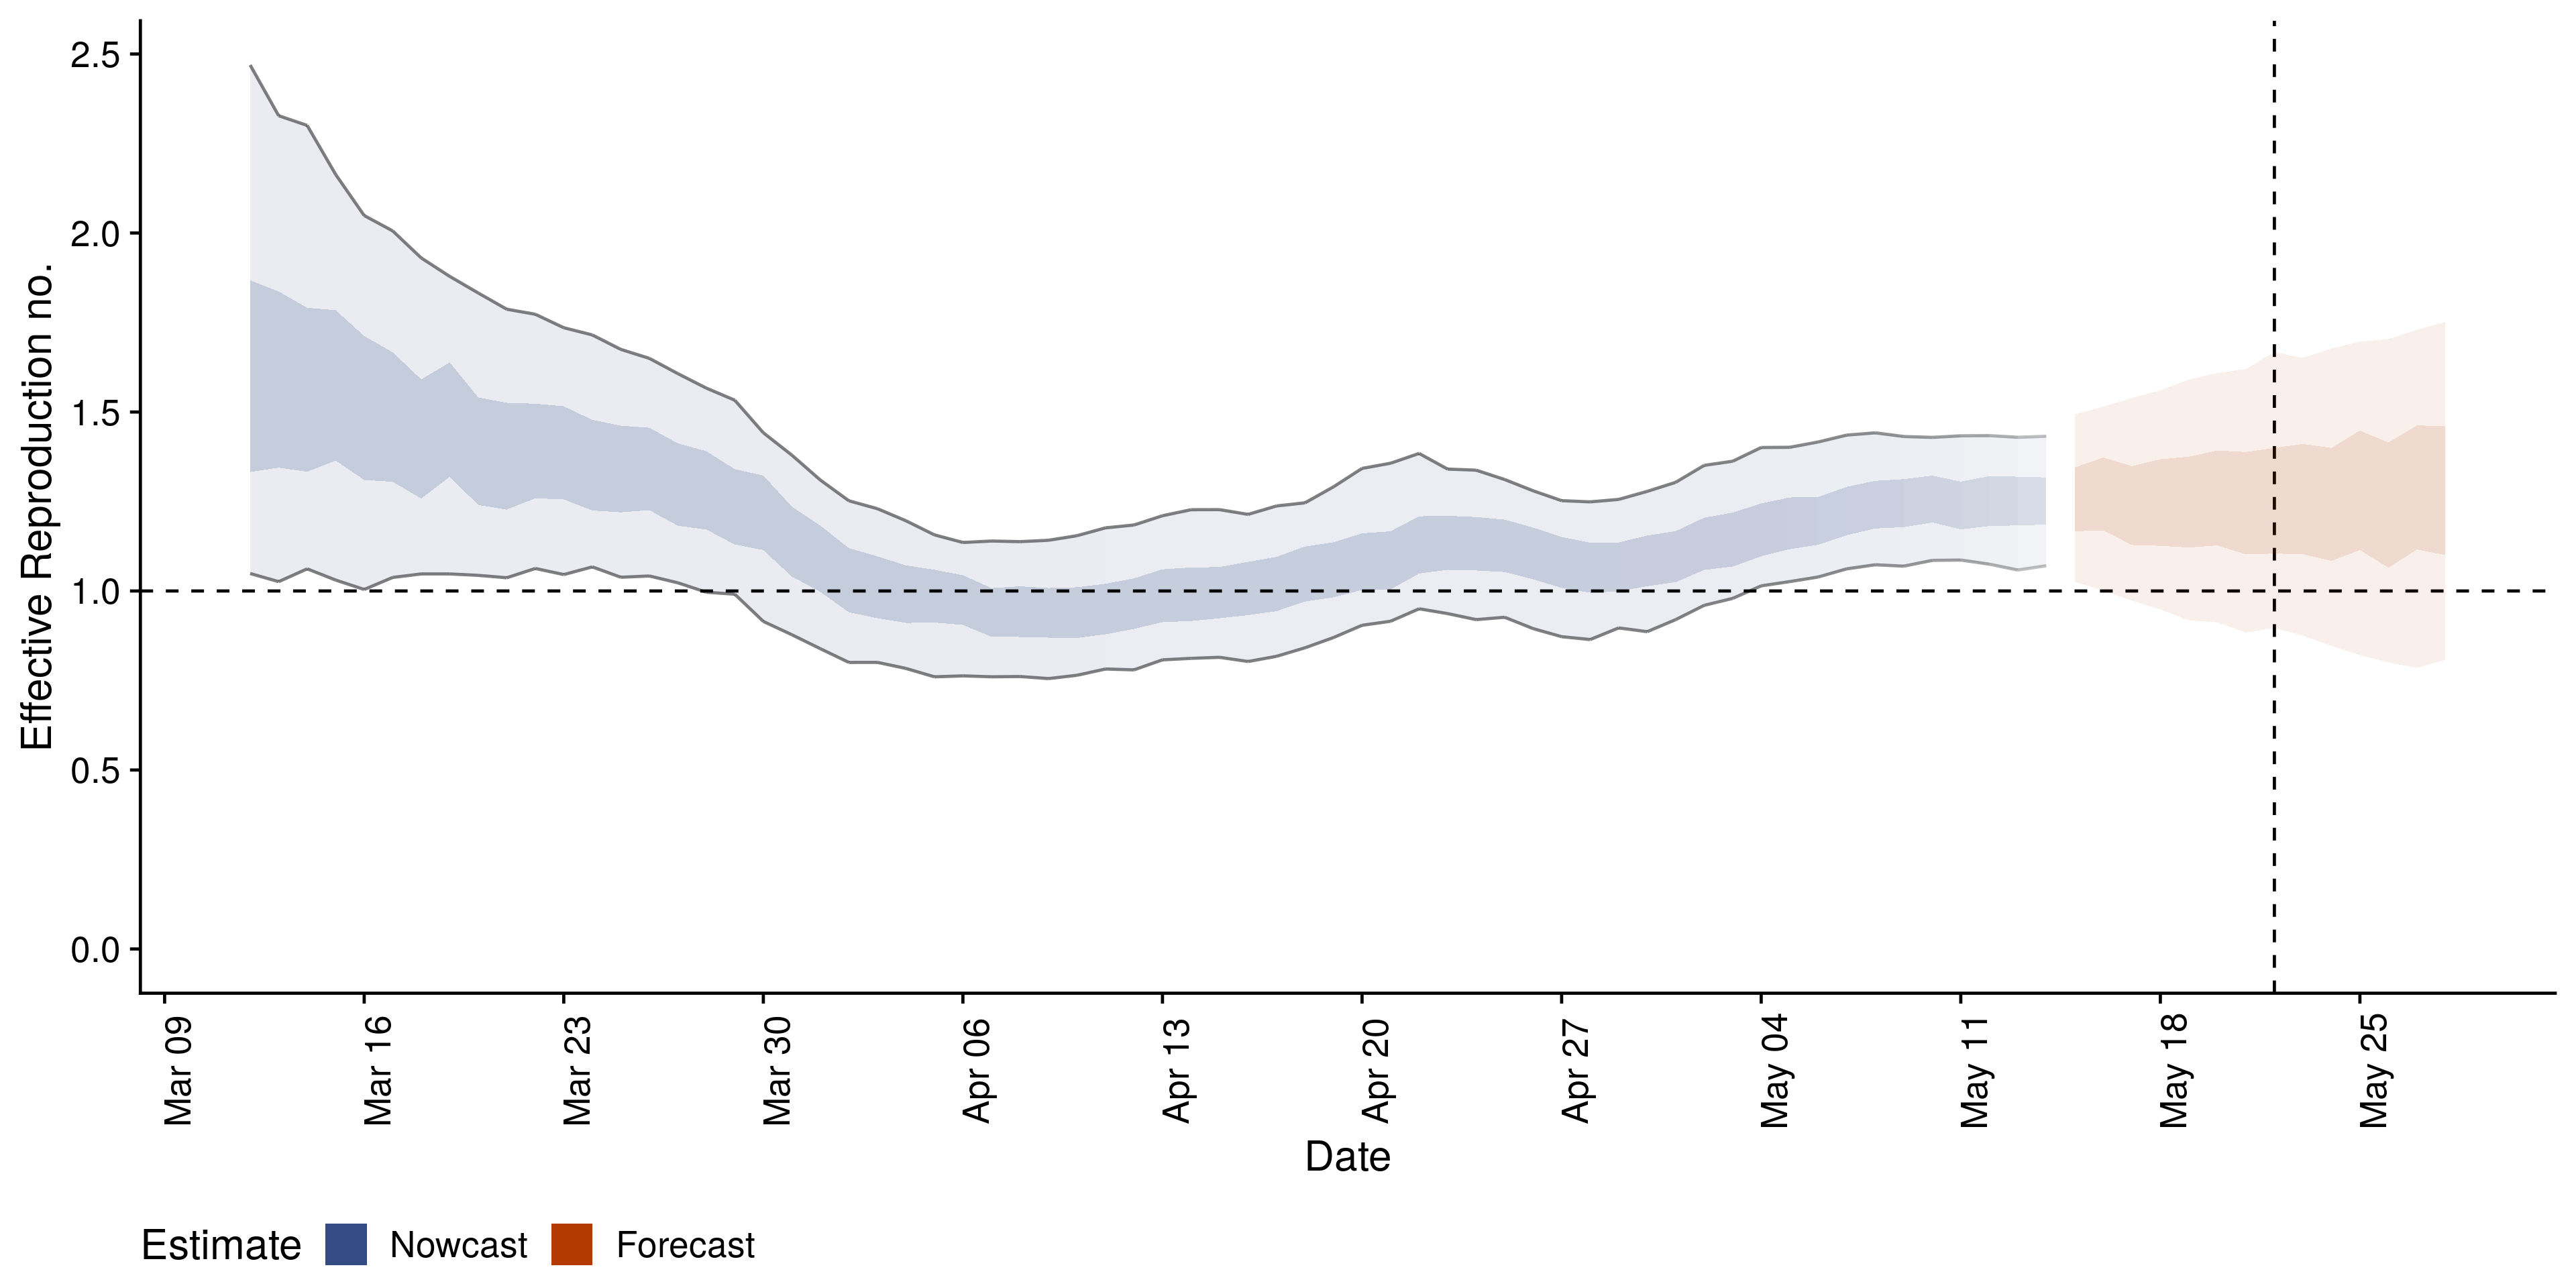 Effective Reproduction no.
2.5
2.0
1.5
1.0
0.5
0.0
Mar 09
Mar 16
Mar 23
Mar 30
Apr 06
Apr 13
Apr 20
Apr 27
May 04
May 11
May 18
May 25
Date
Estimate Nowcast Forecast